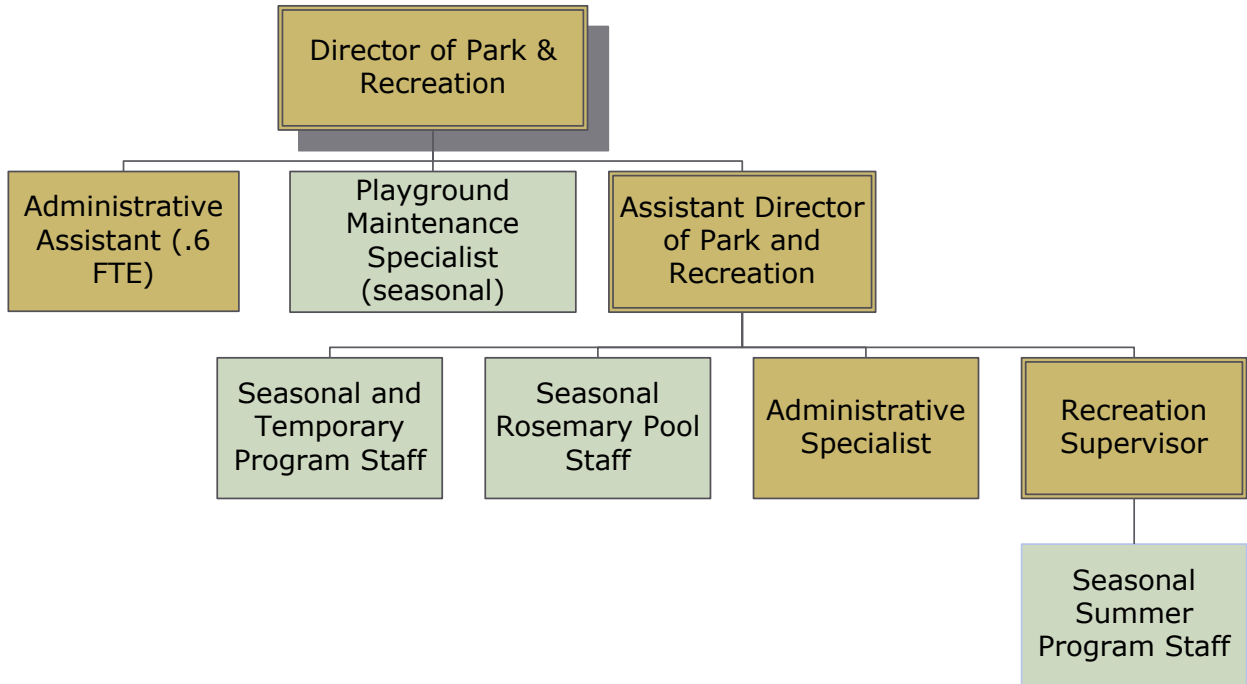 Director of Park &
Recreation
Administrative
Assistant (.6
FTE)
Playground
Maintenance
Specialist
(seasonal)
Assistant Director
of Park and
Recreation
Seasonal and
Temporary
Program Staff
Seasonal
Rosemary Pool
Staff
Administrative
Specialist
Recreation
Supervisor
Seasonal
Summer
Program Staff